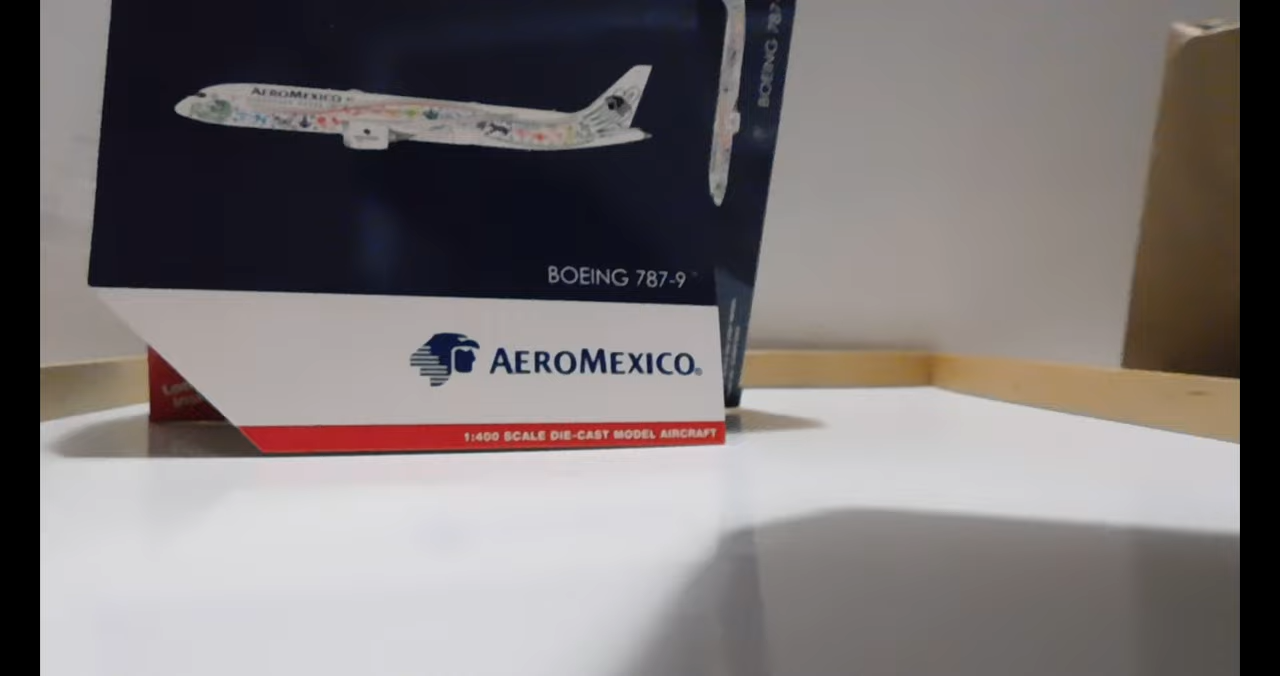 AEROMEXICO
BOEING 787-9
AEROMEXICO®
1:400 SCALE DIE-CAST MODEL AIRCRAFT
BOEING 787